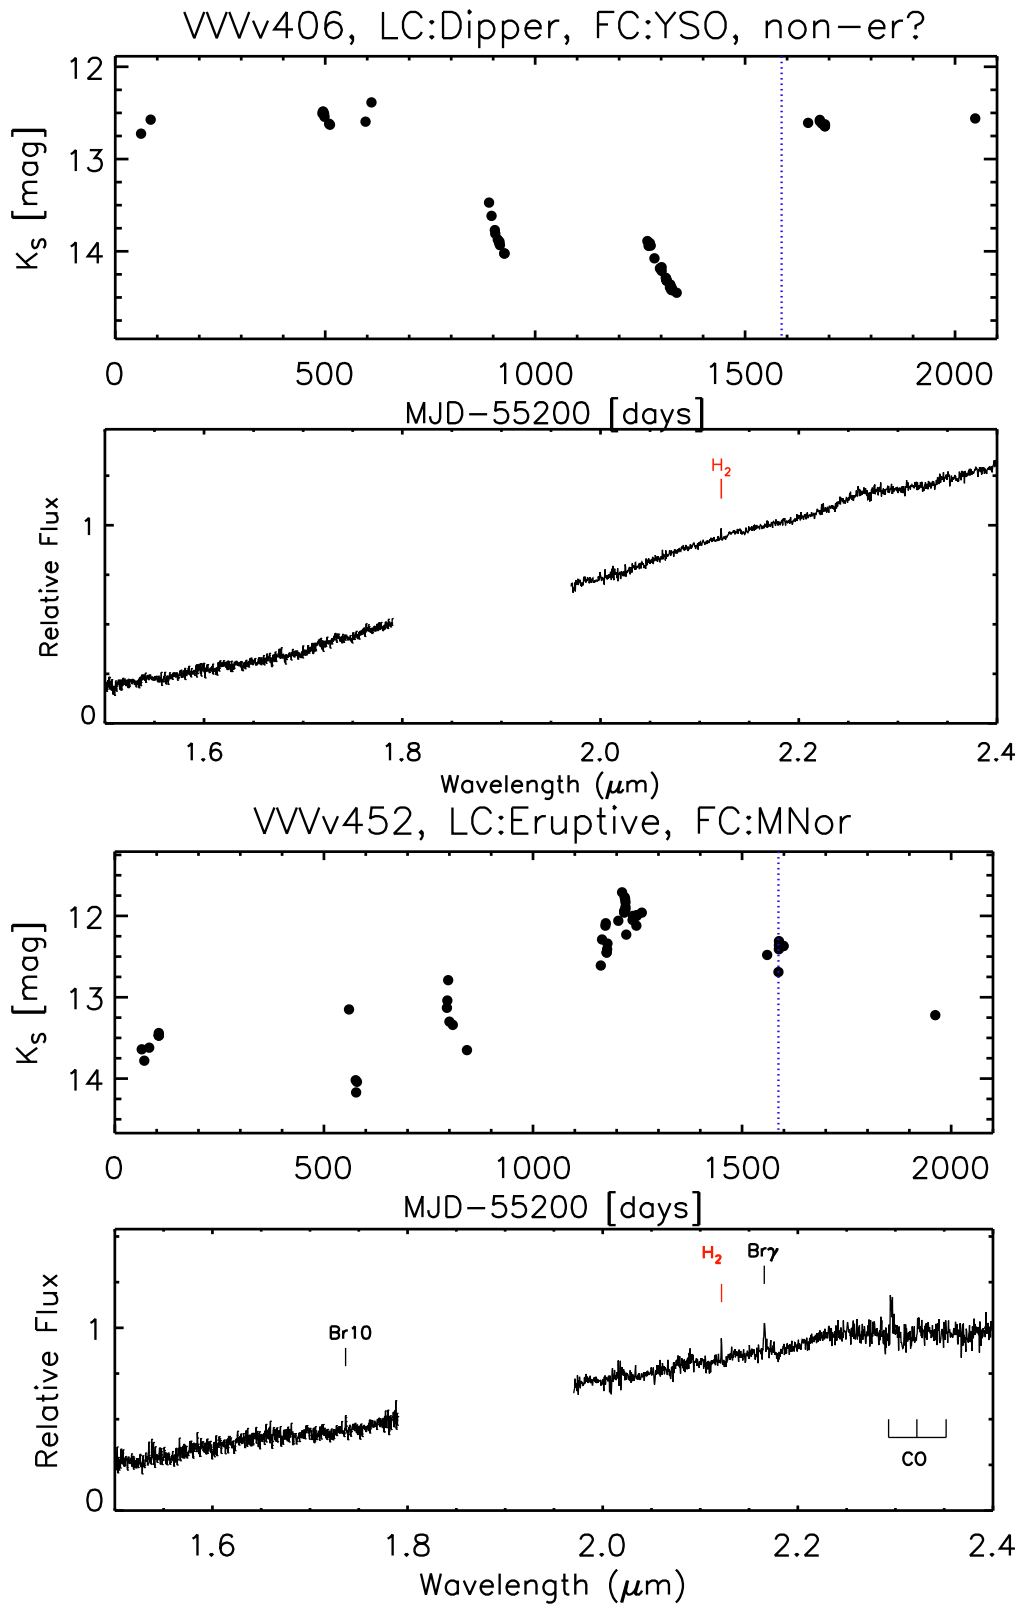 VVVv406, LC:Dipper, FC:YSO, non-er?
12
13
14
K_S [mag]
0 500 1000 1500 2000
MJD-55200 [days]
H_2
1
0
Relative Flux
1.6 1.8 2.0 2.2 2.4
Wavelength (μm)
VVVv452, LC:Eruptive, FC:MNor
12
13
14
K_S [mag]
0 500 1000 1500 2000
MJD-55200 [days]
H_2 Brγ
Br10
1
0
CO
Relative Flux
1.6 1.8 2.0 2.2 2.4
Wavelength (μm)